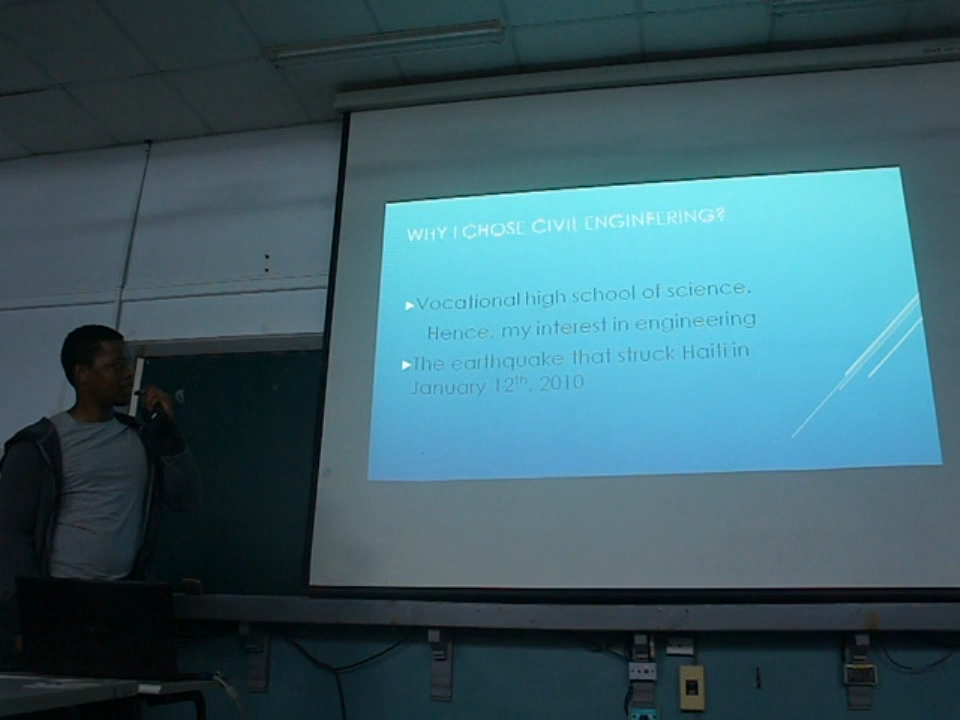 WHY I CHOSE CIVIL ENGINEERING?
Vocational high school of science.
Hence, my interest in engineering
The earthquake that struck Haiti in
January 12th, 2010